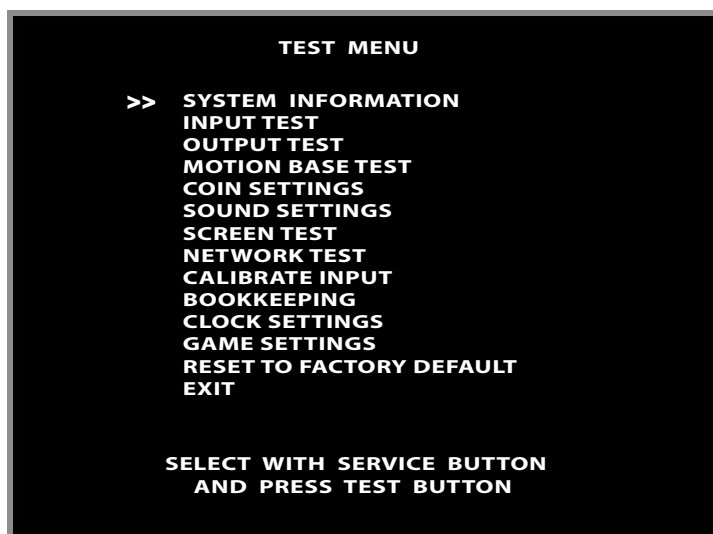 TEST MENU
>> SYSTEM INFORMATION
INPUT TEST
OUTPUT TEST
MOTION BASE TEST
COIN SETTINGS
SOUND SETTINGS
SCREEN TEST
NETWORK TEST
CALIBRATE INPUT
BOOKKEEPING
CLOCK SETTINGS
GAME SETTINGS
RESET TO FACTORY DEFAULT
EXIT
SELECT WITH SERVICE BUTTON
AND PRESS TEST BUTTON